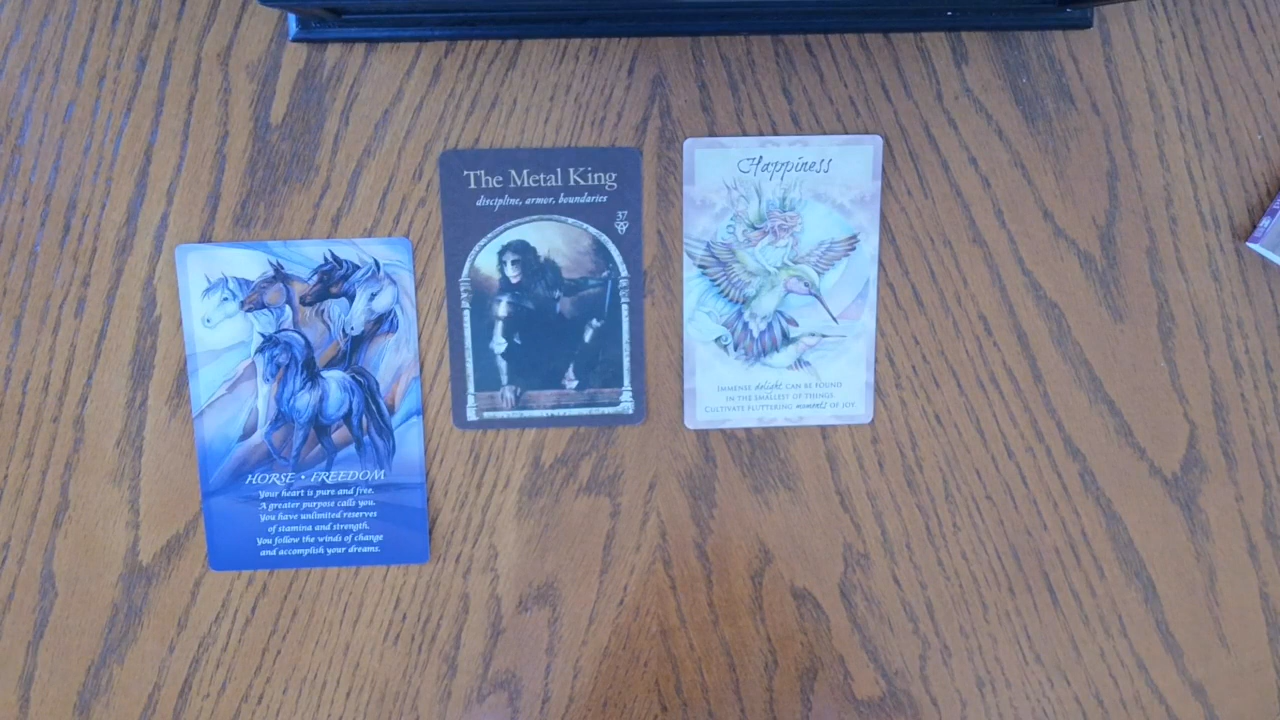 HORSE • FREEDOM
Your heart is pure and free.
A greater purpose calls you.
You have unlimited reserves
of stamina and strength.
You follow the winds of change
and accomplish your dreams.
The Metal King
discipline, armor, boundaries
37
Happiness
IMMENSE delight CAN BE FOUND
IN THE SMALLEST OF THINGS.
CULTIVATE FLUTTERING moments OF JOY.